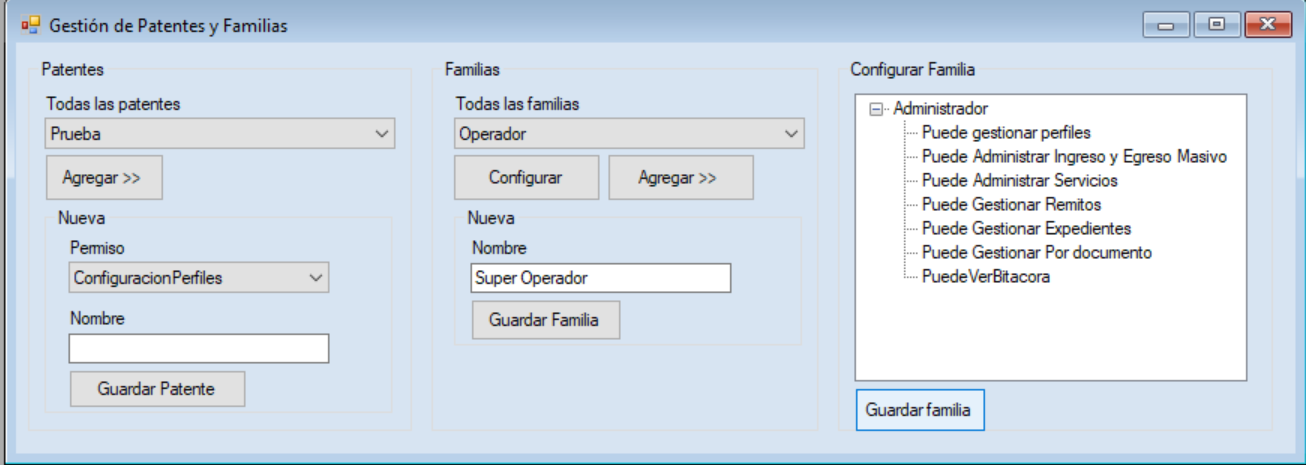 Gestión de Patentes y Familias
Patentes
Todas las patentes
Prueba
Agregar >>
Nueva
Permiso
ConfiguracionPerfiles
Nombre
Guardar Patente
Familias
Todas las familias
Operador
Configurar
Agregar >>
Nueva
Nombre
Super Operador
Guardar Familia
Configurar Familia
Administrador
Puede gestionar perfiles
Puede Administrar Ingreso y Egreso Masivo
Puede Administrar Servicios
Puede Gestionar Remitos
Puede Gestionar Expedientes
Puede Gestionar Por documento
PuedeVerBitacora
Guardar familia